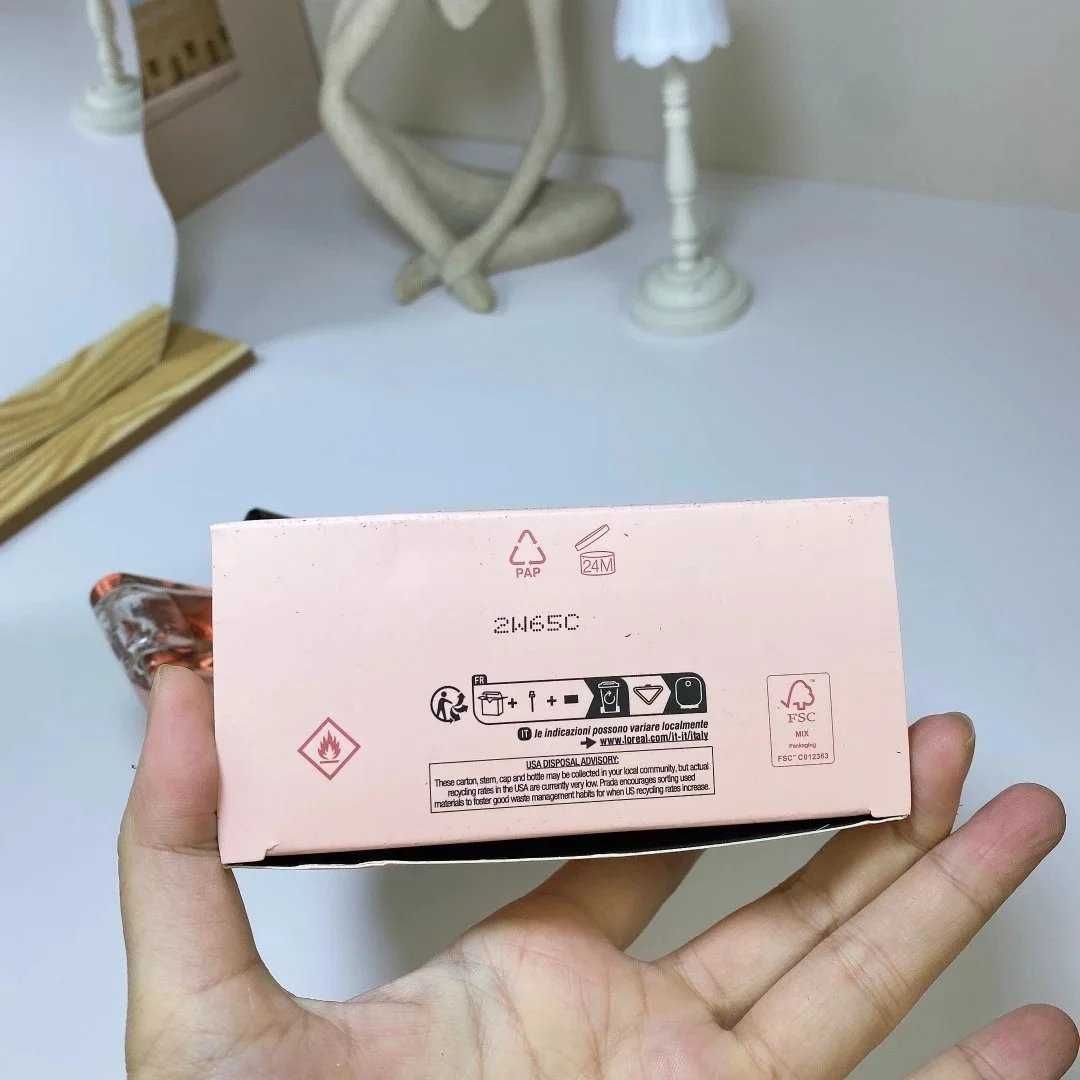 PAP
24M
2W65C
FR
+ + 
IT le indicazioni possono variare localmente
www.loreal.com/it-it/italy
USA DISPOSAL ADVISORY:
These carton, stem, cap and bottle may be collected in your local community, but actual
recycling rates in the USA are currently very low. Prada encourages sorting used
materials to foster good waste management habits for when US recycling rates increase.
FSC™
MIX
Packaging
FSC™ C012363